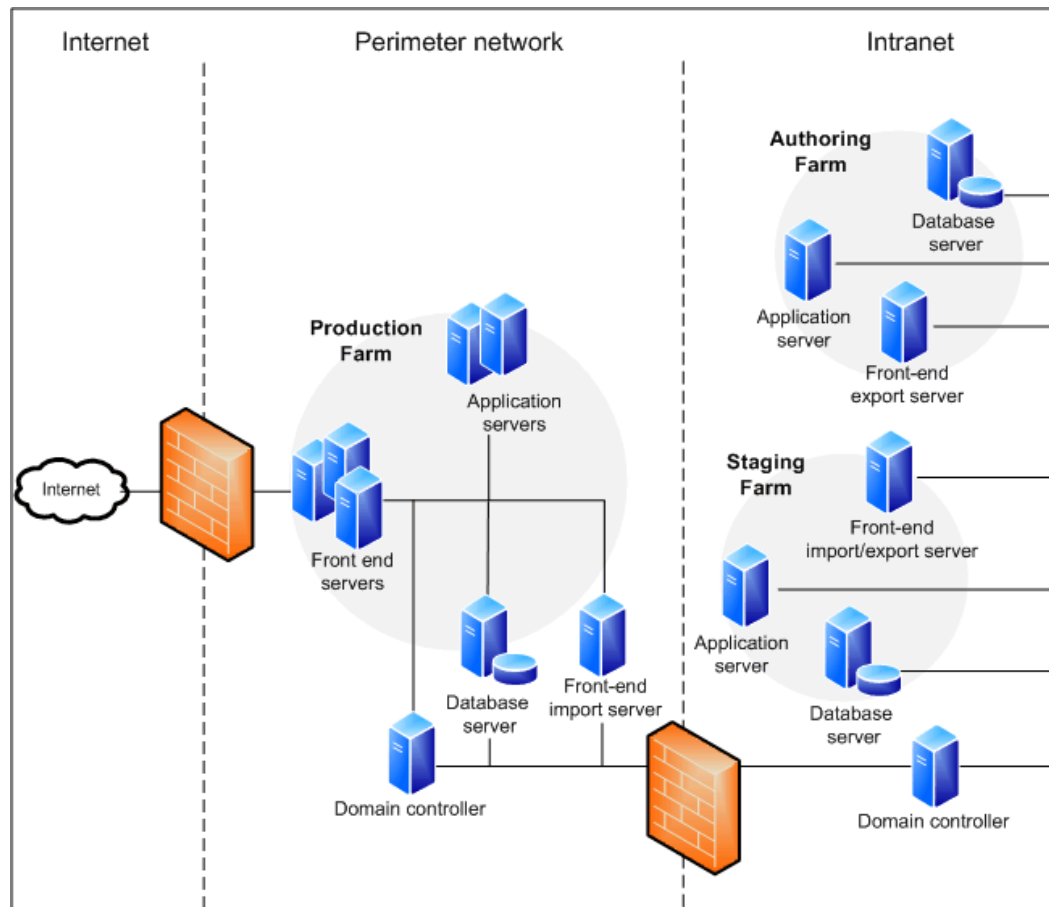 Internet
Perimeter network
Intranet
Authoring
Farm
Database
server
Application
server
Front-end
export server
Production
Farm
Application
servers
Internet
Front end
servers
Staging
Farm
Front-end
import/export server
Application
server
Database
server
Database
server
Front-end
import server
Domain controller
Domain controller